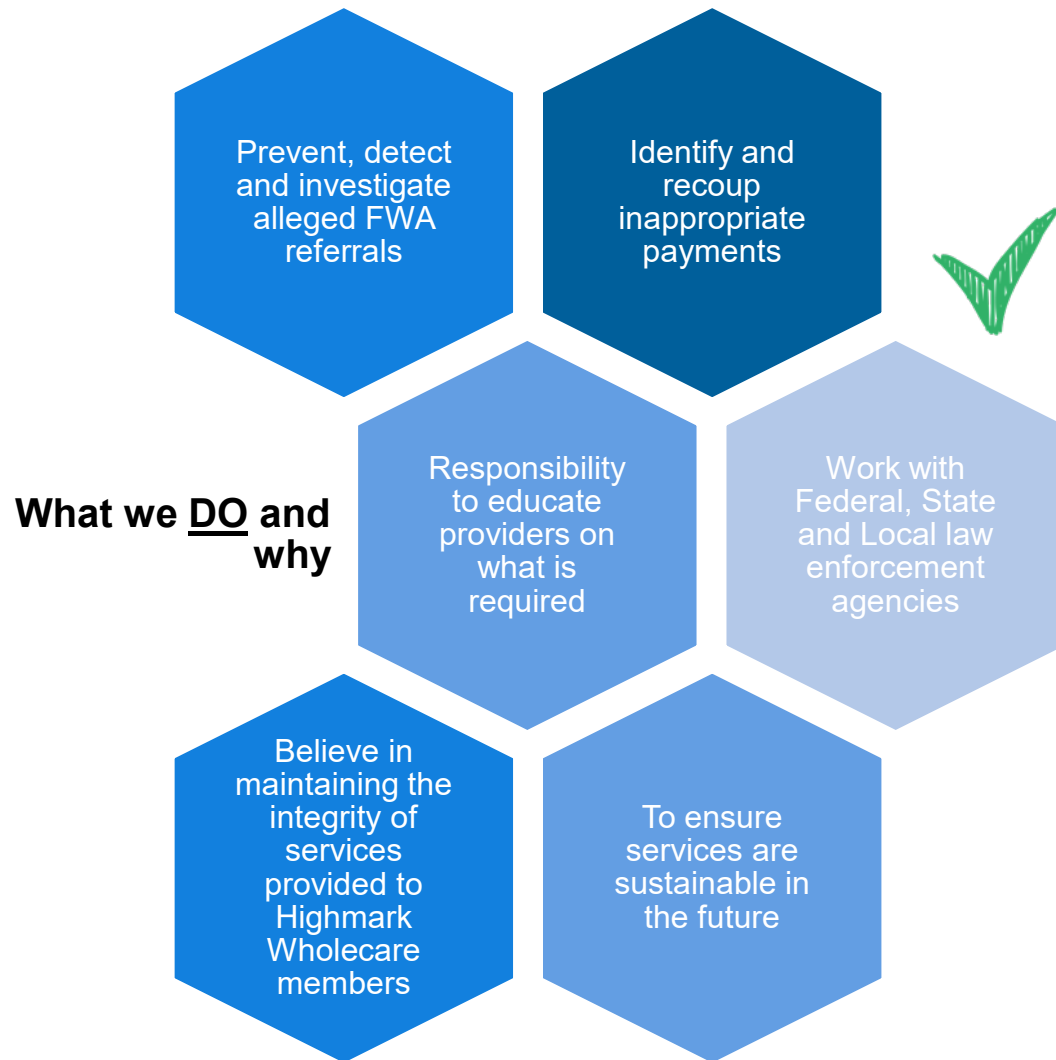 Prevent, detect
and investigate
alleged FWA
referrals
Identify and
recoup
inappropriate
payments
What we DO and
why
Responsibility
to educate
providers on
what is
required
Work with
Federal, State
and Local law
enforcement
agencies
Believe in
maintaining the
integrity of
services
provided to
Highmark
Wholecare
members
To ensure
services are
sustainable in
the future